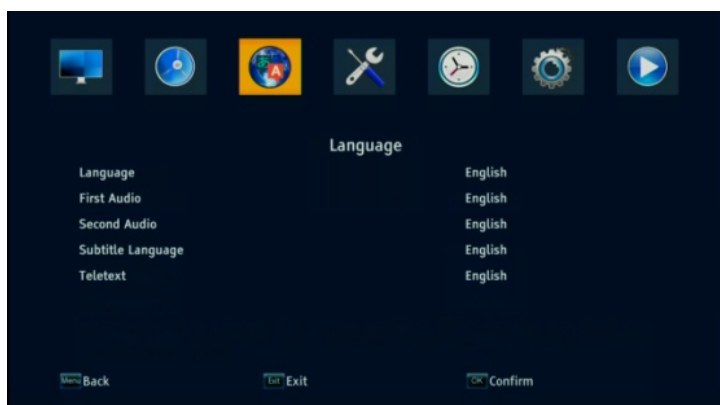 Language
Language English
First Audio English
Second Audio English
Subtitle Language English
Teletext English
Menu Back Exit Exit OK Confirm